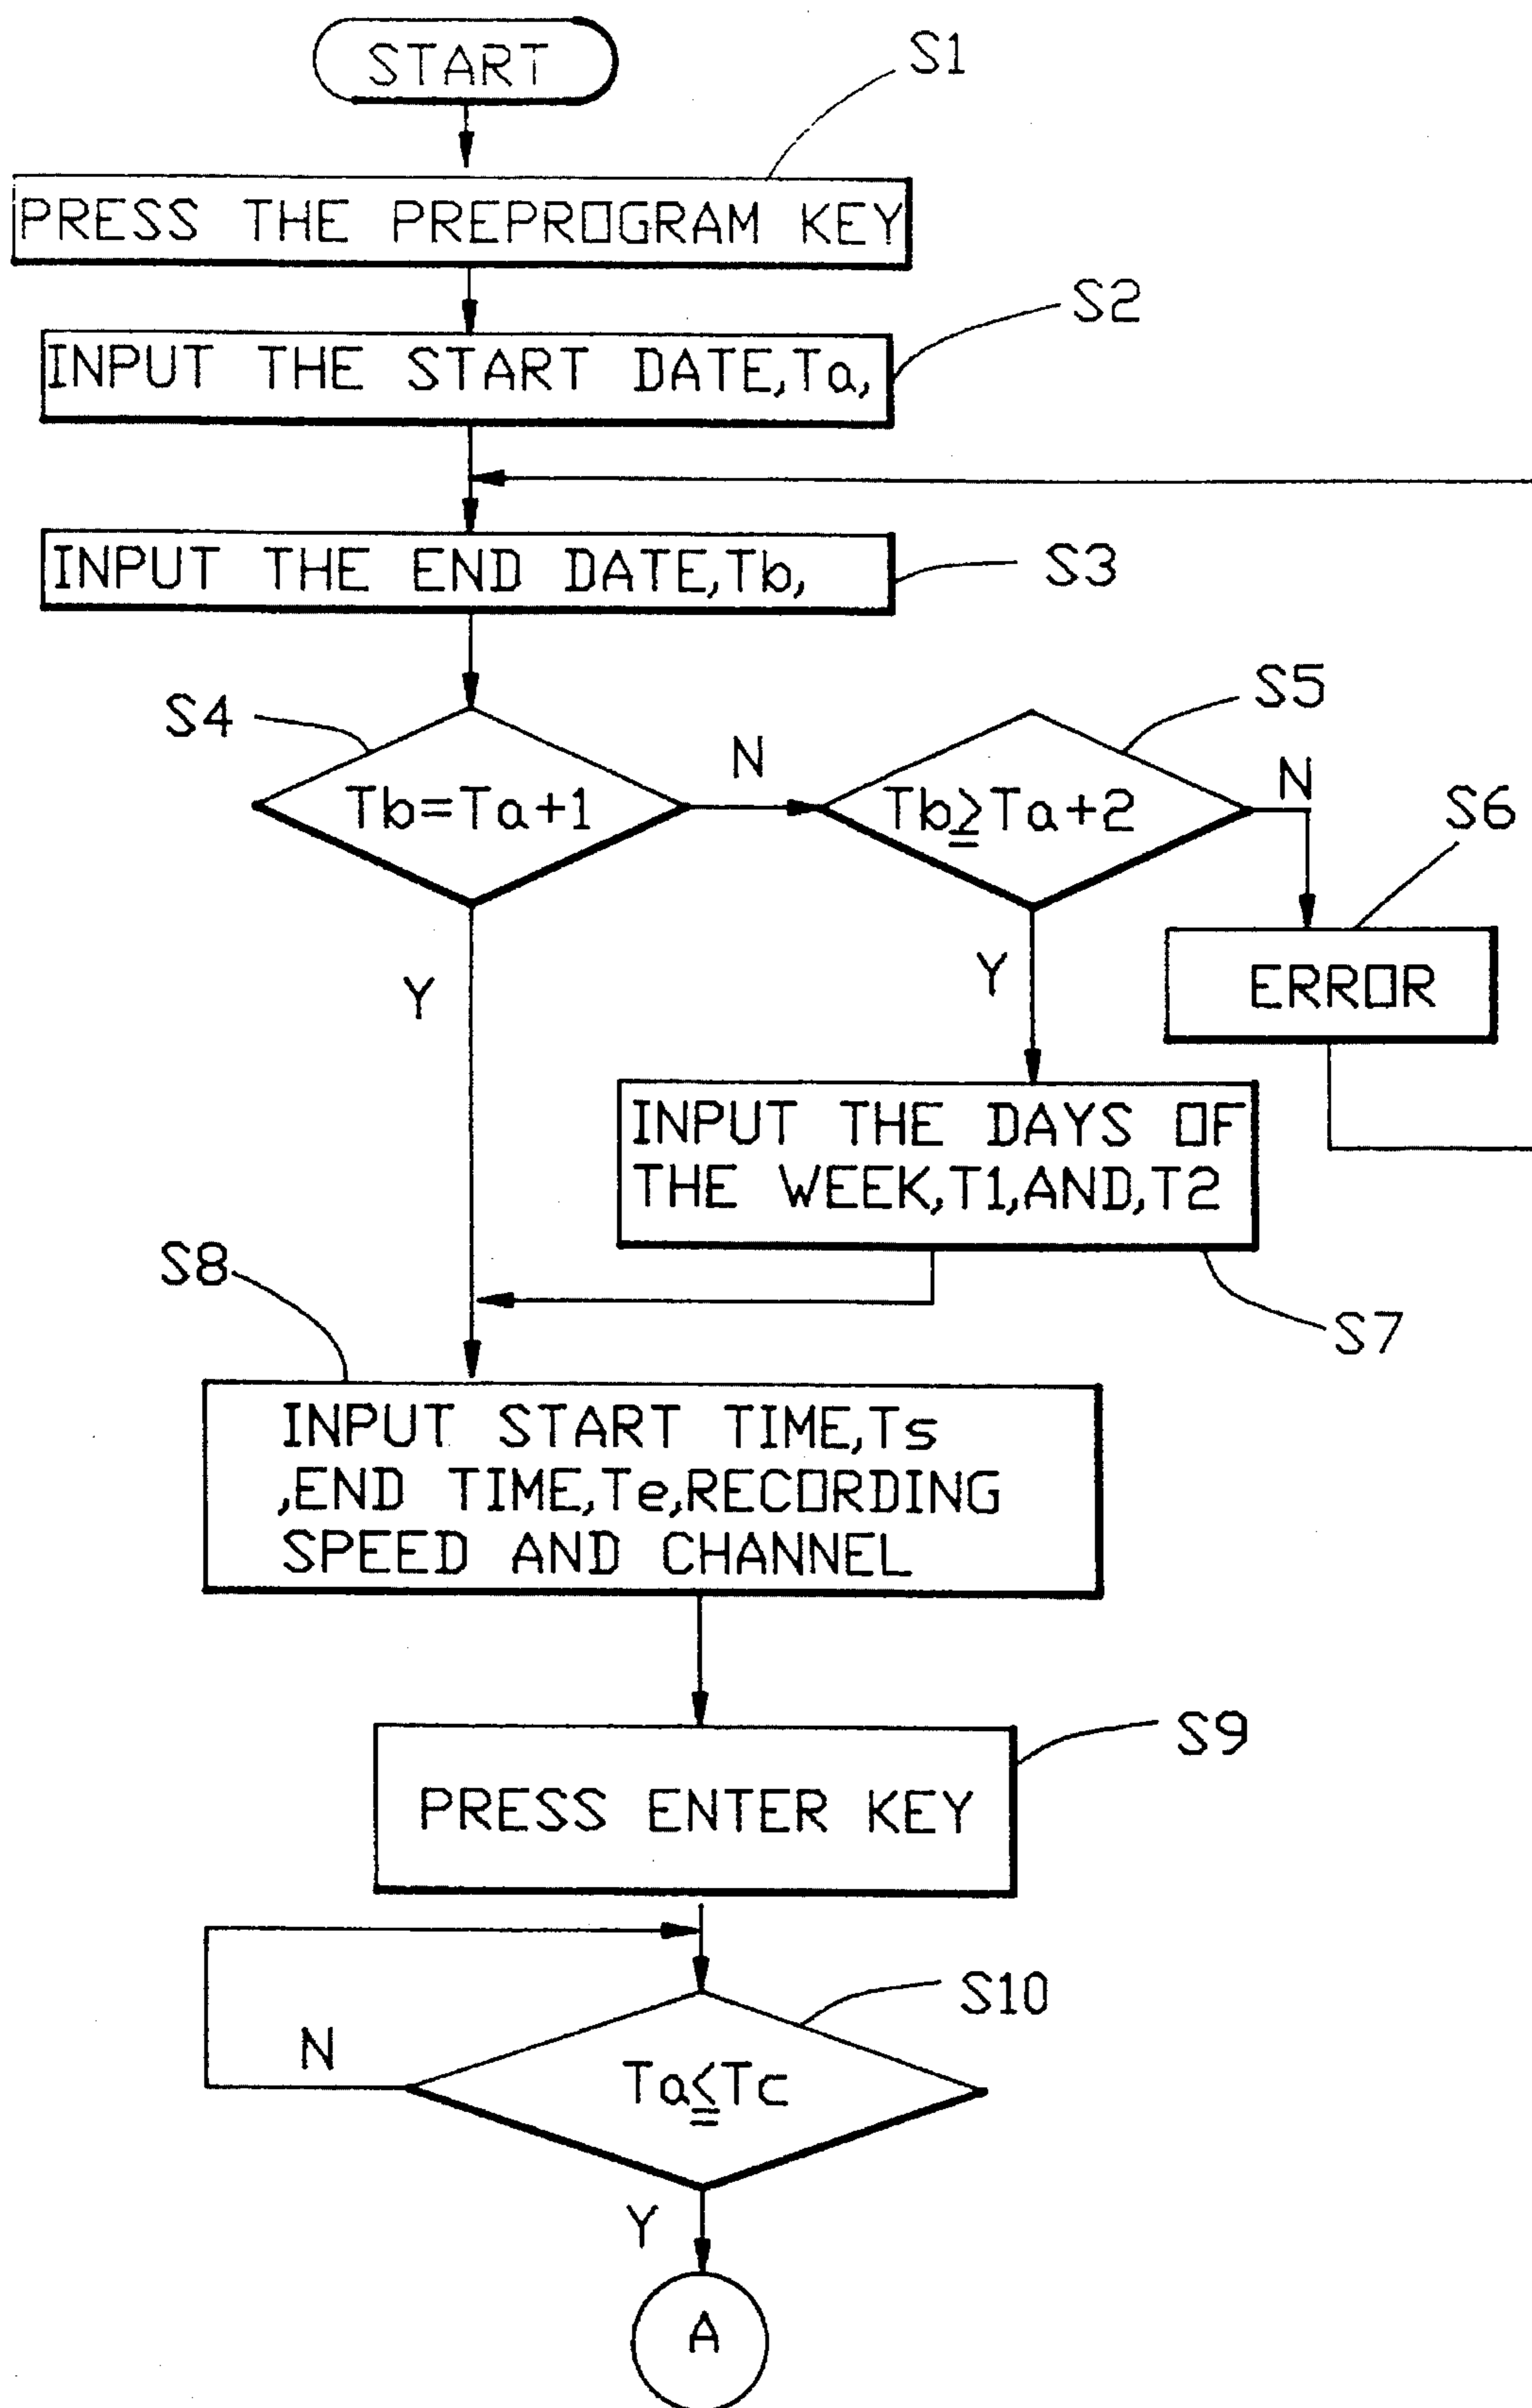 START
S1
PRESS THE PREPROGRAM KEY
S2
INPUT THE START DATE,Ta,
INPUT THE END DATE,Tb,
S3
S4
Tb=Ta+1
N
S5
Tb≧Ta+2
N
S6
Y
Y
ERROR
INPUT THE DAYS OF
THE WEEK,T1,AND,T2
S7
S8
INPUT START TIME,Ts
,END TIME,Te,RECORDING
SPEED AND CHANNEL
S9
PRESS ENTER KEY
S10
N
Ta≦Tc
Y
A